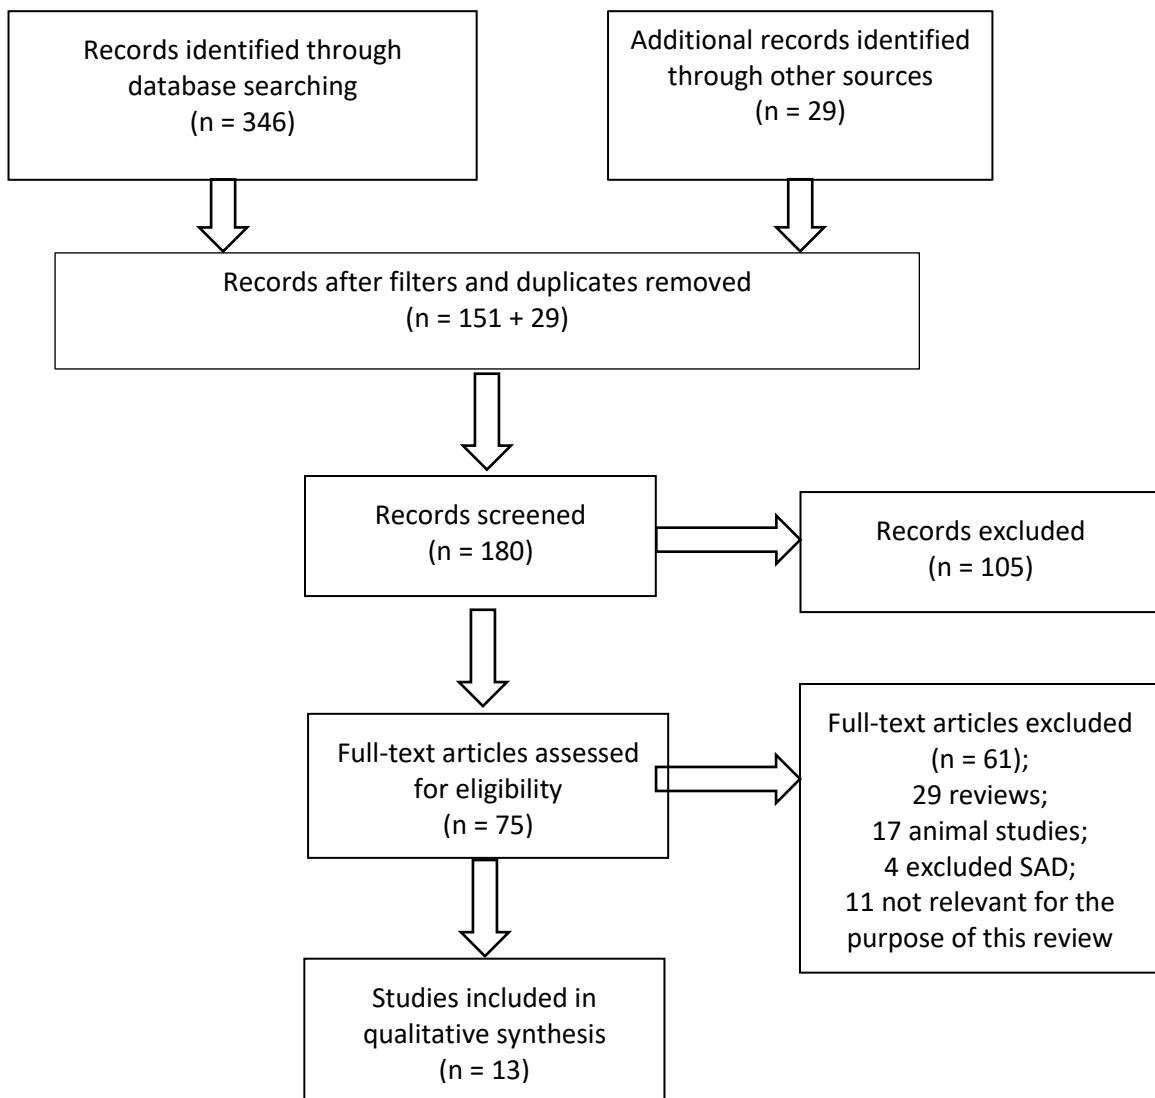 Records identified through
database searching
(n = 346)
Additional records identified
through other sources
(n = 29)
Records after filters and duplicates removed
(n = 151 + 29)
Records screened
(n = 180)
Records excluded
(n = 105)
Full-text articles assessed
for eligibility
(n = 75)
Full-text articles excluded
(n = 61);
29 reviews;
17 animal studies;
4 excluded SAD;
11 not relevant for the
purpose of this review
Studies included in
qualitative synthesis
(n = 13)